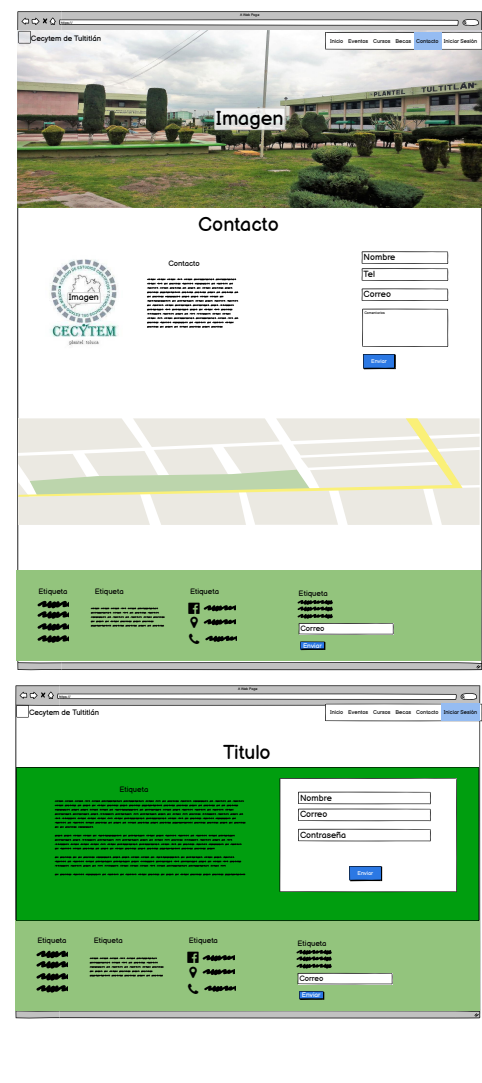 A Web Page
https://
Cecytem de Tultitlán
Inicio Eventos Cursos Becas Contacto Iniciar Sesión
PLANTEL TULTITLÁN
Imagen
Contacto
Imagen
CECYTEM
plantel, toluca
Contacto
Nombre
Tel
Correo
Comentarios
Enviar
Etiqueta
Etiqueta
Etiqueta
Etiqueta
Correo
Enviar
A Web Page
https://
Cecytem de Tultitlán
Inicio Eventos Cursos Becas Contacto Iniciar Sesión
Titulo
Etiqueta
Nombre
Correo
Contraseña
Enviar
Etiqueta
Etiqueta
Etiqueta
Etiqueta
Correo
Enviar